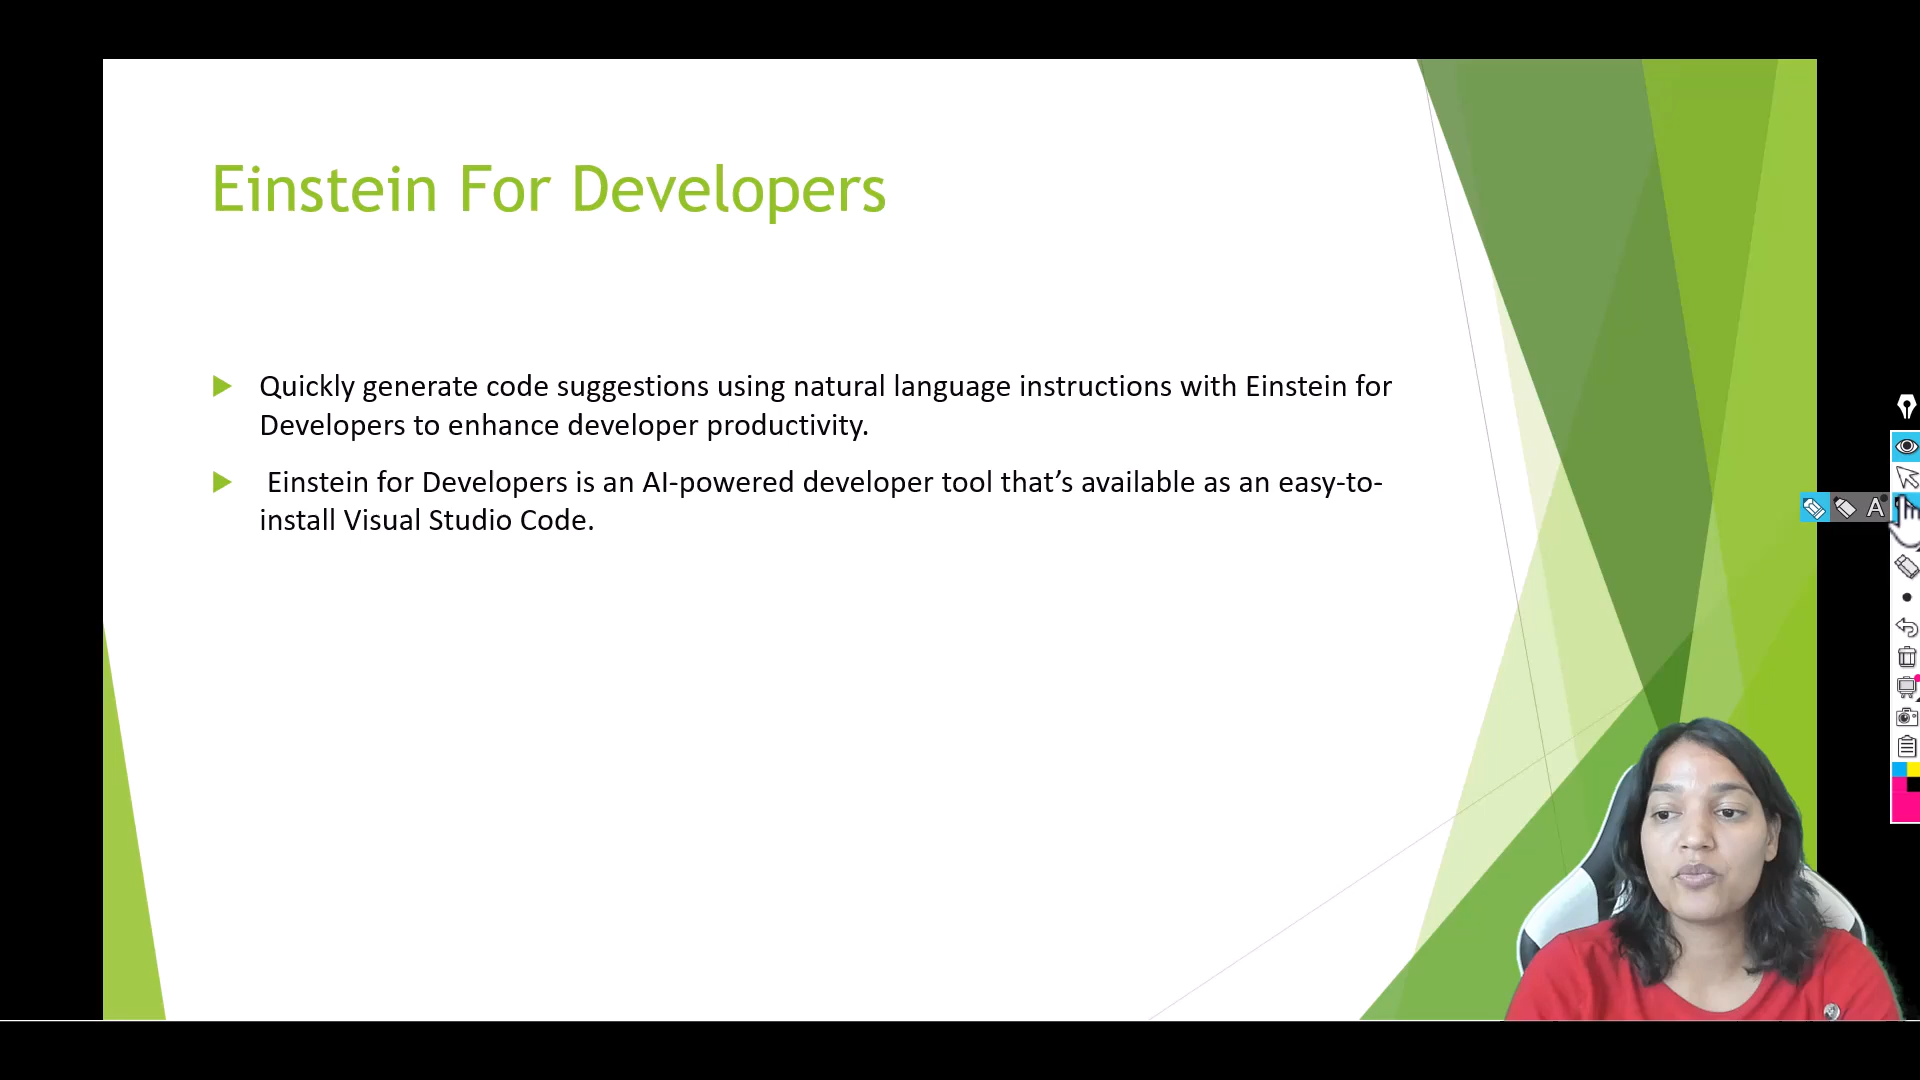 Einstein For Developers
Quickly generate code suggestions using natural language instructions with Einstein for
Developers to enhance developer productivity.
Einstein for Developers is an AI-powered developer tool that’s available as an easy-to-
install Visual Studio Code.
A